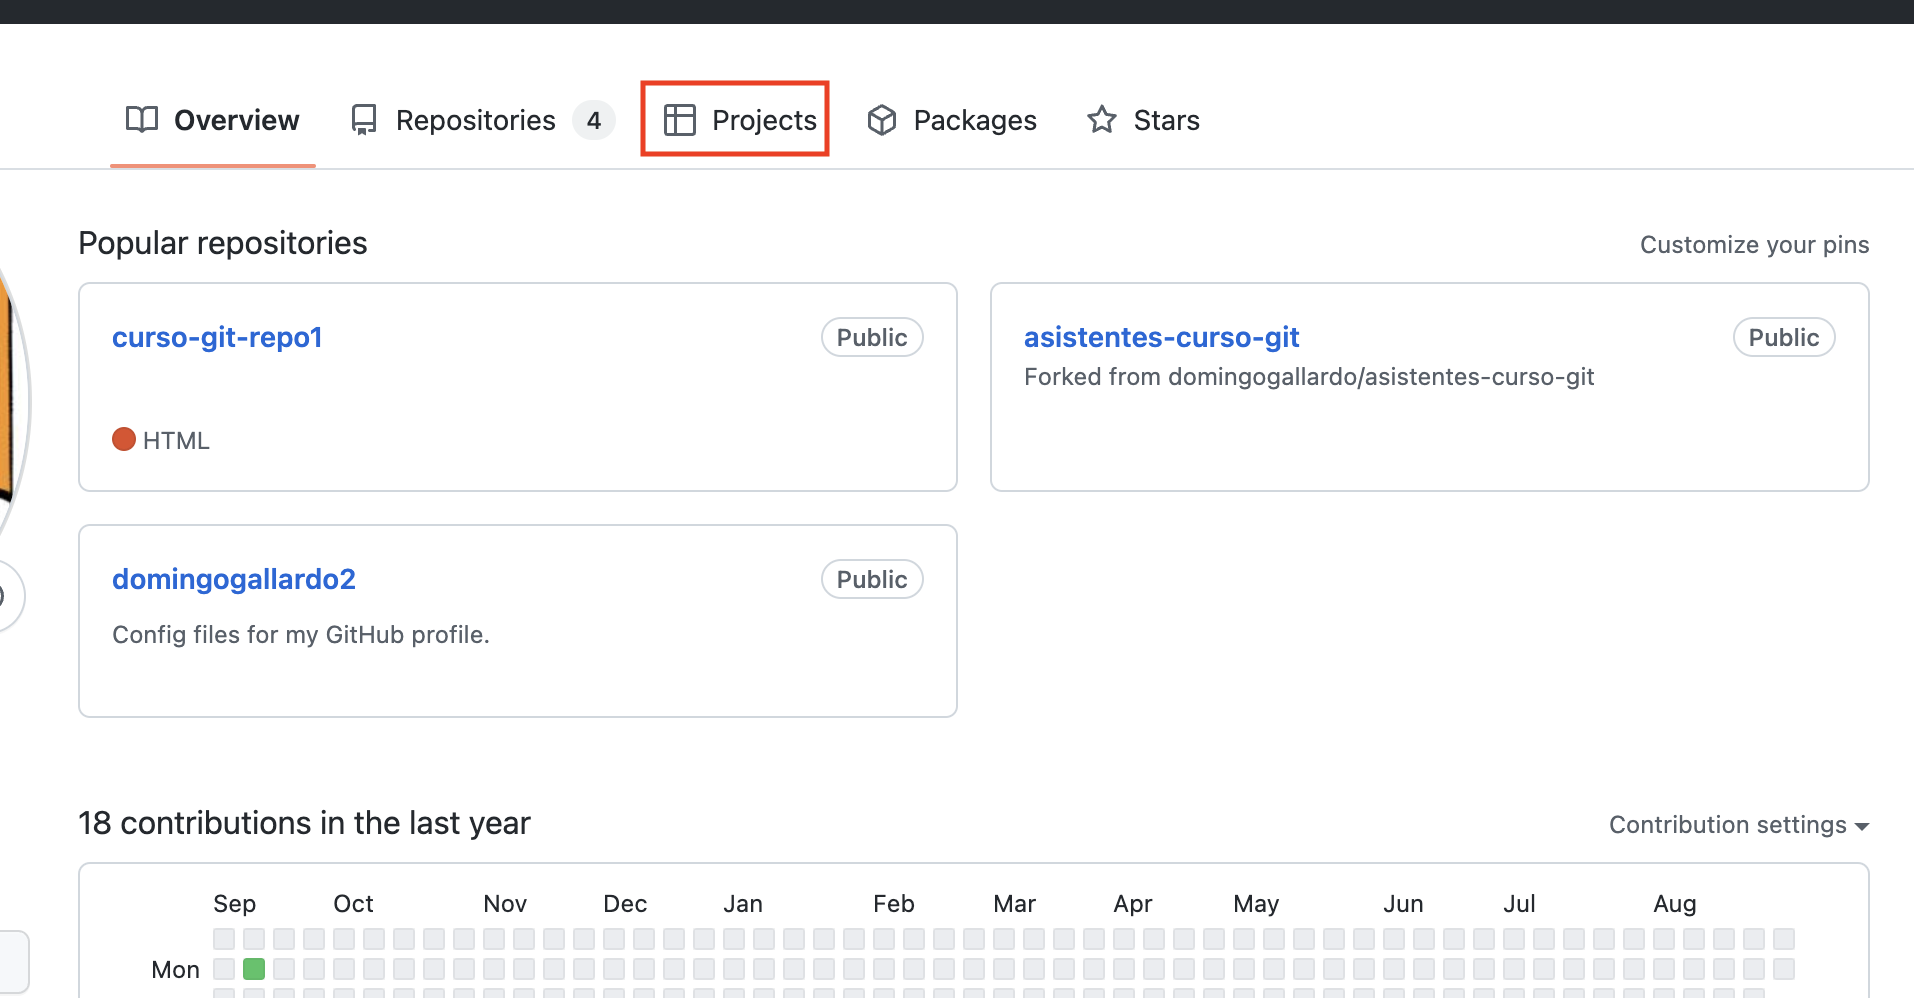 Overview Repositories 4 Projects Packages Stars
Popular repositories
Customize your pins
curso-git-repo1 Public
HTML
asistentes-curso-git Public
Forked from domingogallardo/asistentes-curso-git
domingogallardo2 Public
Config files for my GitHub profile.
18 contributions in the last year
Contribution settings
Sep Oct Nov Dec Jan Feb Mar Apr May Jun Jul Aug
Mon